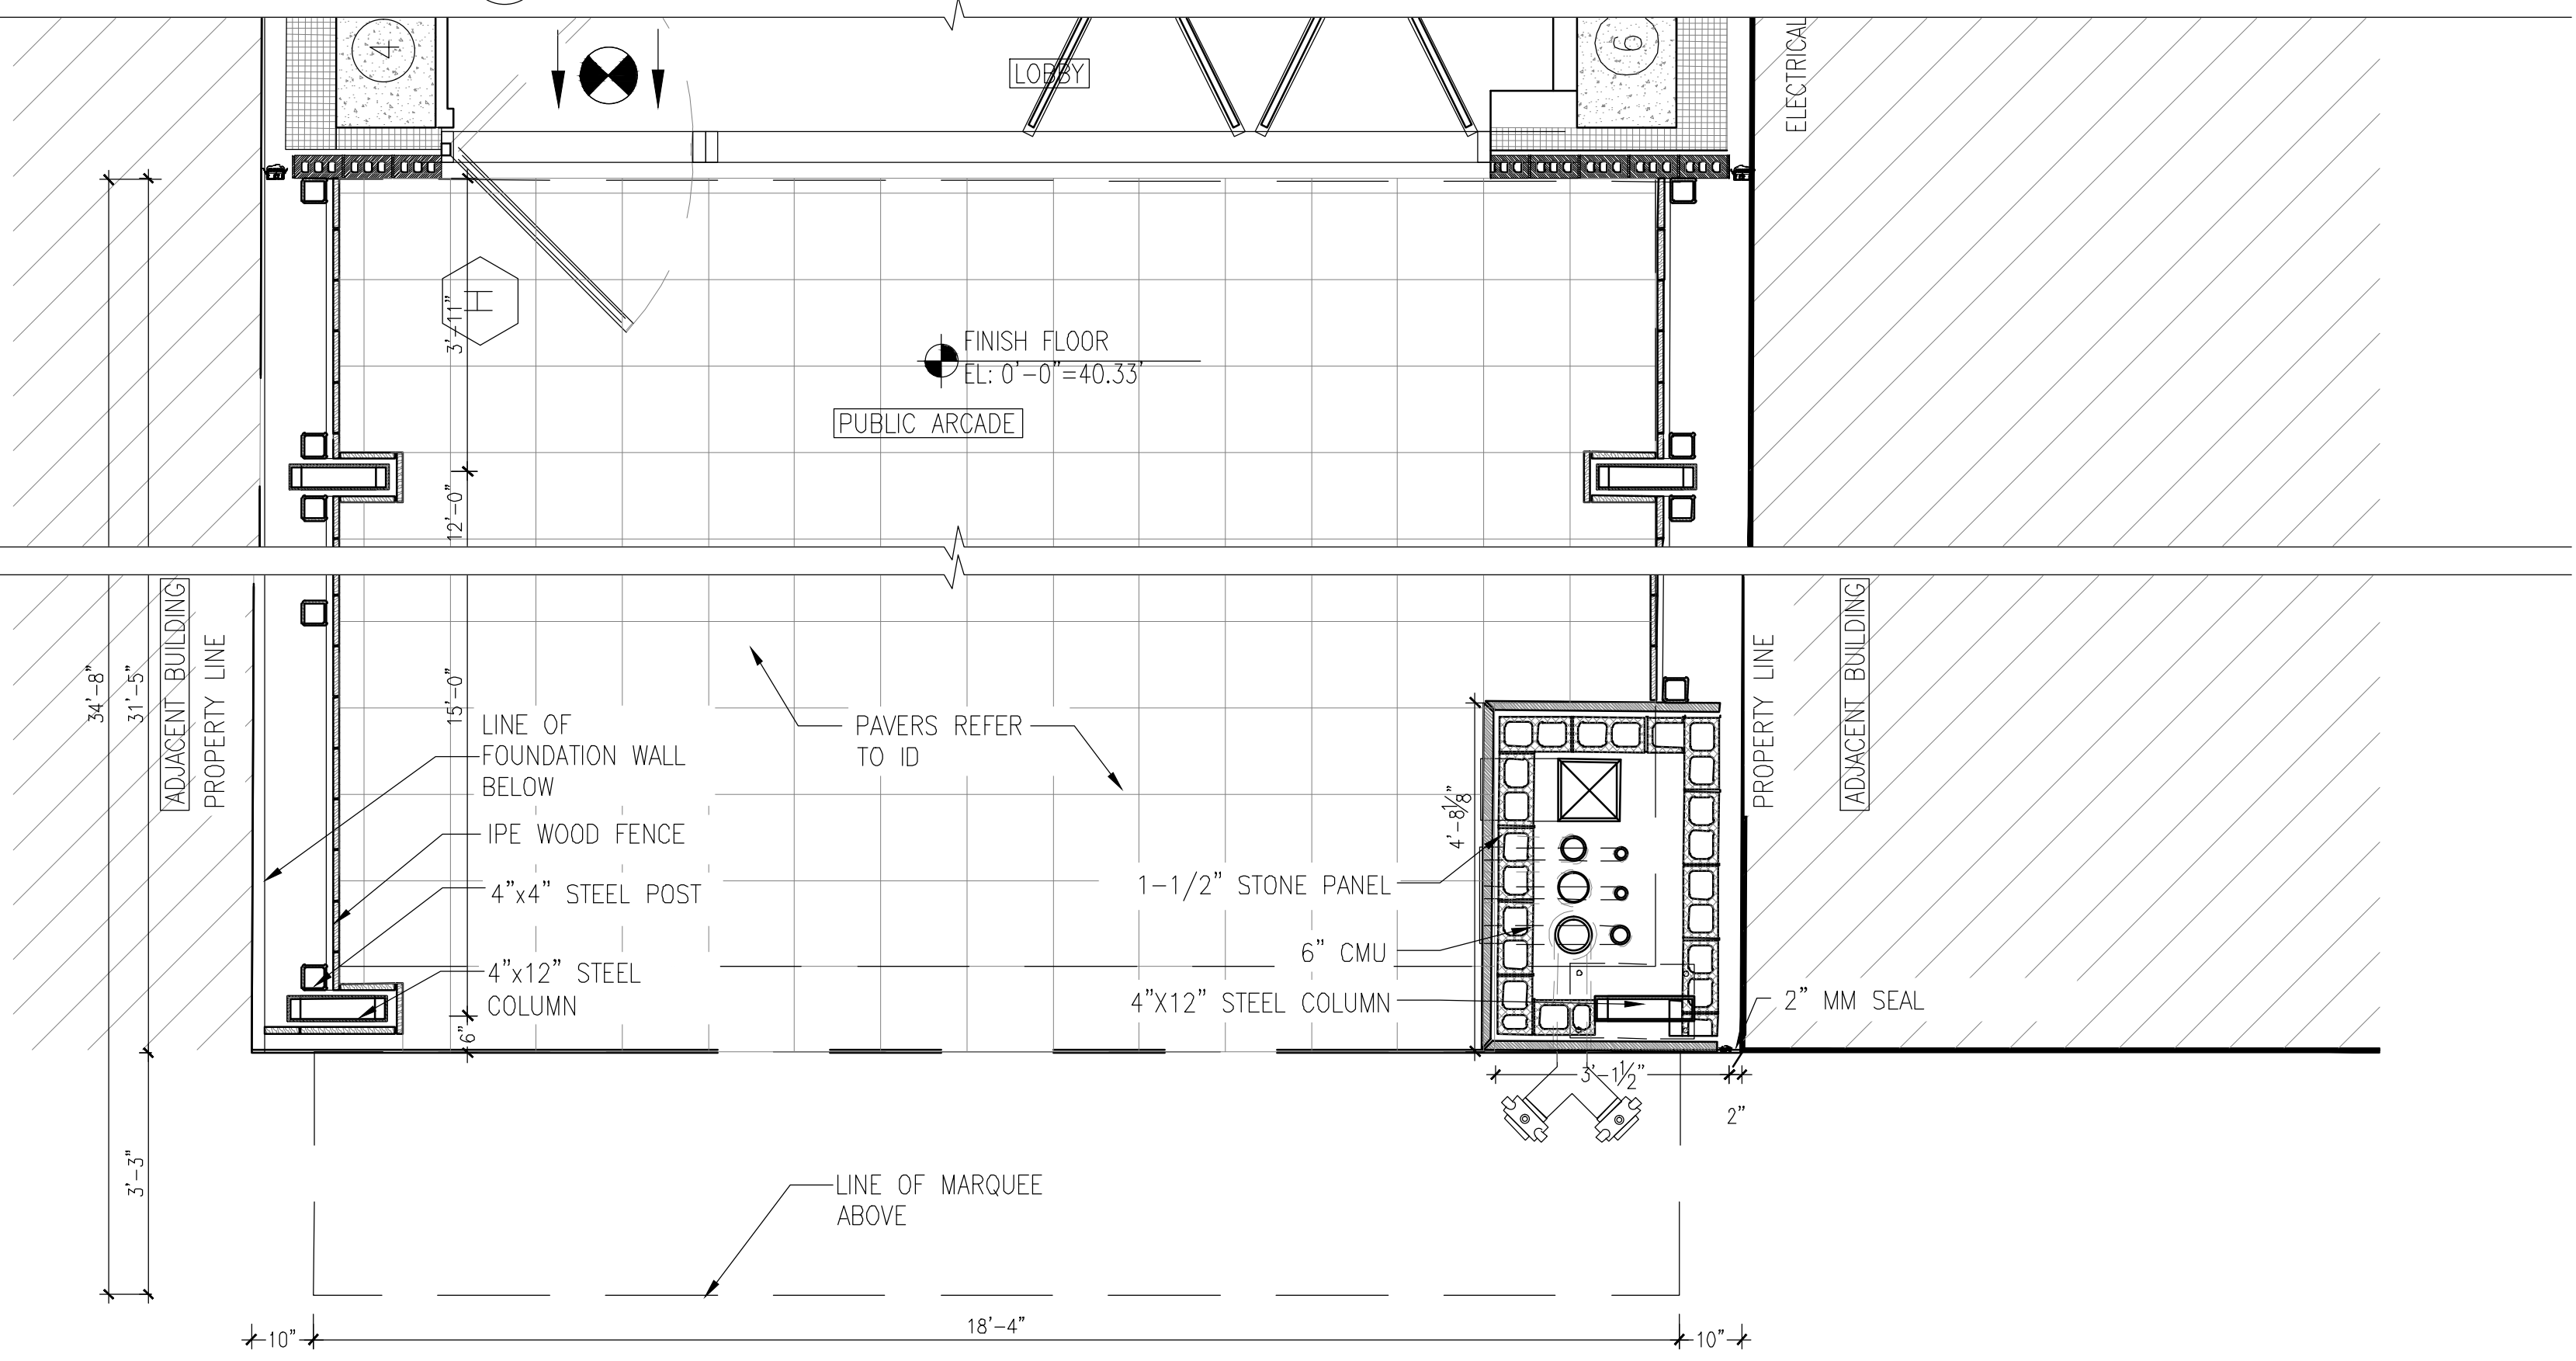 4
LOBBY
6
ELECTRICAL
H
3'-11"
FINISH FLOOR
EL: 0'-0"=40.33'
PUBLIC ARCADE
12'-0"
34'-8"
31'-5"
ADJACENT BUILDING
PROPERTY LINE
15'-0"
LINE OF
FOUNDATION WALL
BELOW
PAVERS REFER
TO ID
IPE WOOD FENCE
4"x4" STEEL POST
4"x12" STEEL
COLUMN
6"
4'-8⅛"
1-1/2" STONE PANEL
6" CMU
4"X12" STEEL COLUMN
PROPERTY LINE
ADJACENT BUILDING
2" MM SEAL
3'-1½"
2"
3'-3"
LINE OF MARQUEE
ABOVE
10"
18'-4"
10"